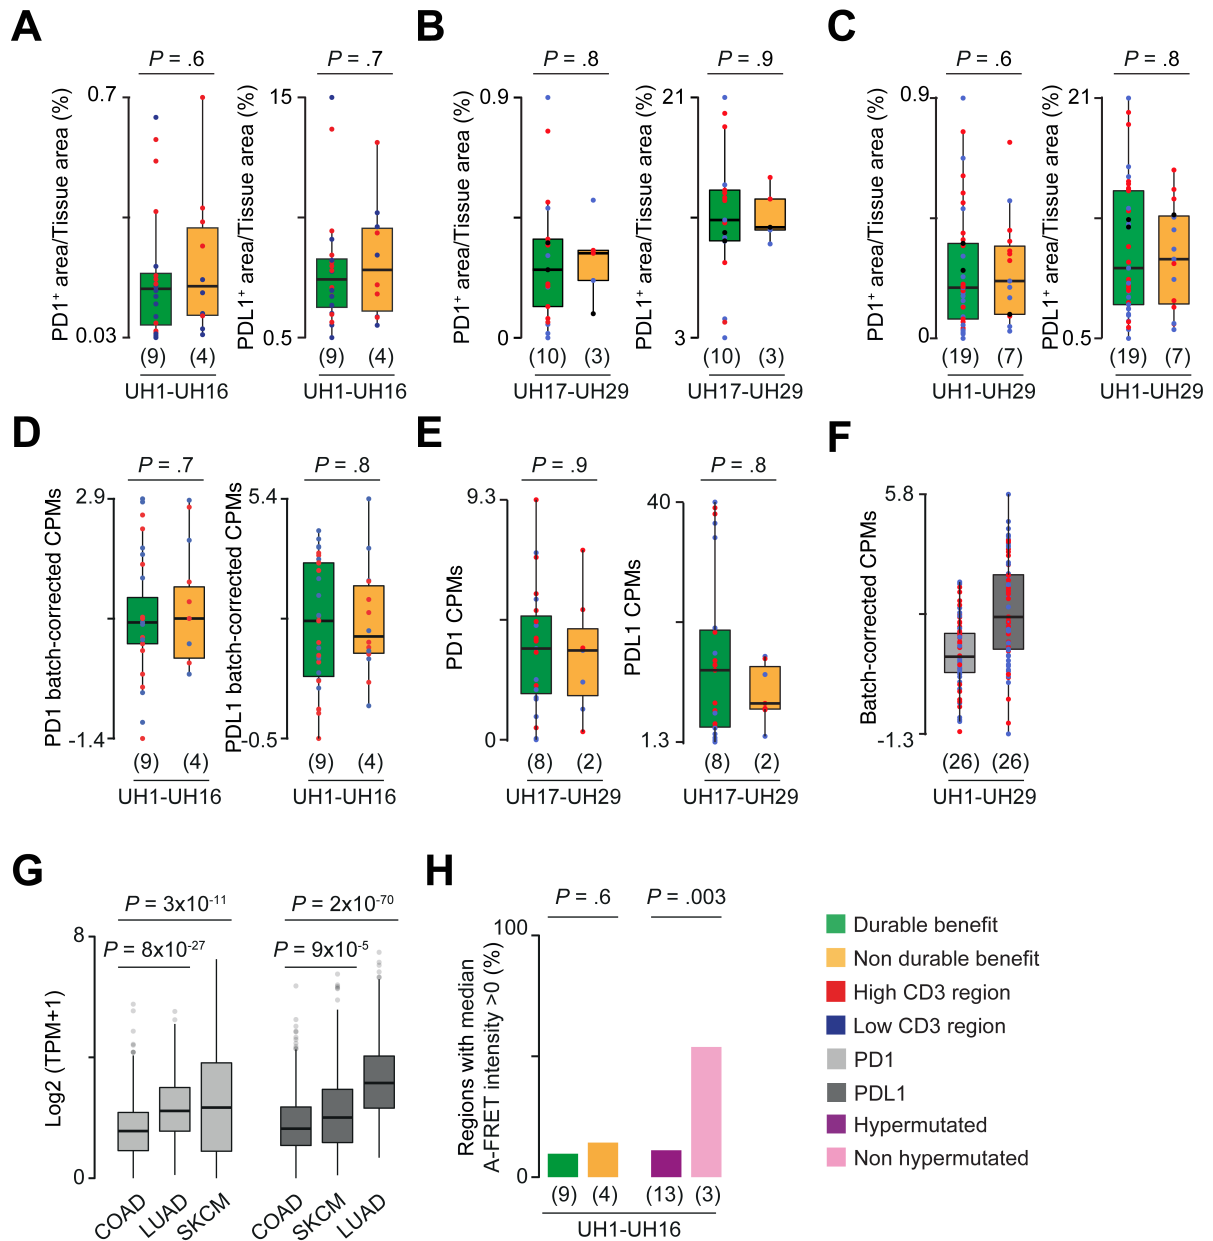 A
P = .6
PD1⁺ area/Tissue area (%)
0.7
0.03
(9) (4)
UH1-UH16
P = .7
PDL1⁺ area/Tissue area (%)
15
0.5
(9) (4)
UH1-UH16
B
P = .8
PD1⁺ area/Tissue area (%)
0.9
0
(10) (3)
UH17-UH29
P = .9
PDL1⁺ area/Tissue area (%)
21
3
(10) (3)
UH17-UH29
C
P = .6
PD1⁺ area/Tissue area (%)
0.9
0
(19) (7)
UH1-UH29
P = .8
PDL1⁺ area/Tissue area (%)
21
0.5
(19) (7)
UH1-UH29
D
P = .7
PD1 batch-corrected CPMs
2.9
-1.4
(9) (4)
UH1-UH16
P = .8
PDL1 batch-corrected CPMs
5.4
-0.5
(9) (4)
UH1-UH16
E
P = .9
PD1 CPMs
9.3
0
(8) (2)
UH17-UH29
P = .8
PDL1 CPMs
40
1.3
(8) (2)
UH17-UH29
F
Batch-corrected CPMs
5.8
-1.3
(26) (26)
UH1-UH29
G
P = 3x10⁻¹¹
P = 8x10⁻²⁷
P = 2x10⁻⁷⁰
P = 9x10⁻⁵
Log2 (TPM+1)
8
0
COAD
LUAD
SKCM
COAD
SKCM
LUAD
H
P = .6
P = .003
Regions with median
A-FRET intensity >0 (%)
100
0
(9) (4) (13) (3)
UH1-UH16
Durable benefit
Non durable benefit
High CD3 region
Low CD3 region
PD1
PDL1
Hypermutated
Non hypermutated